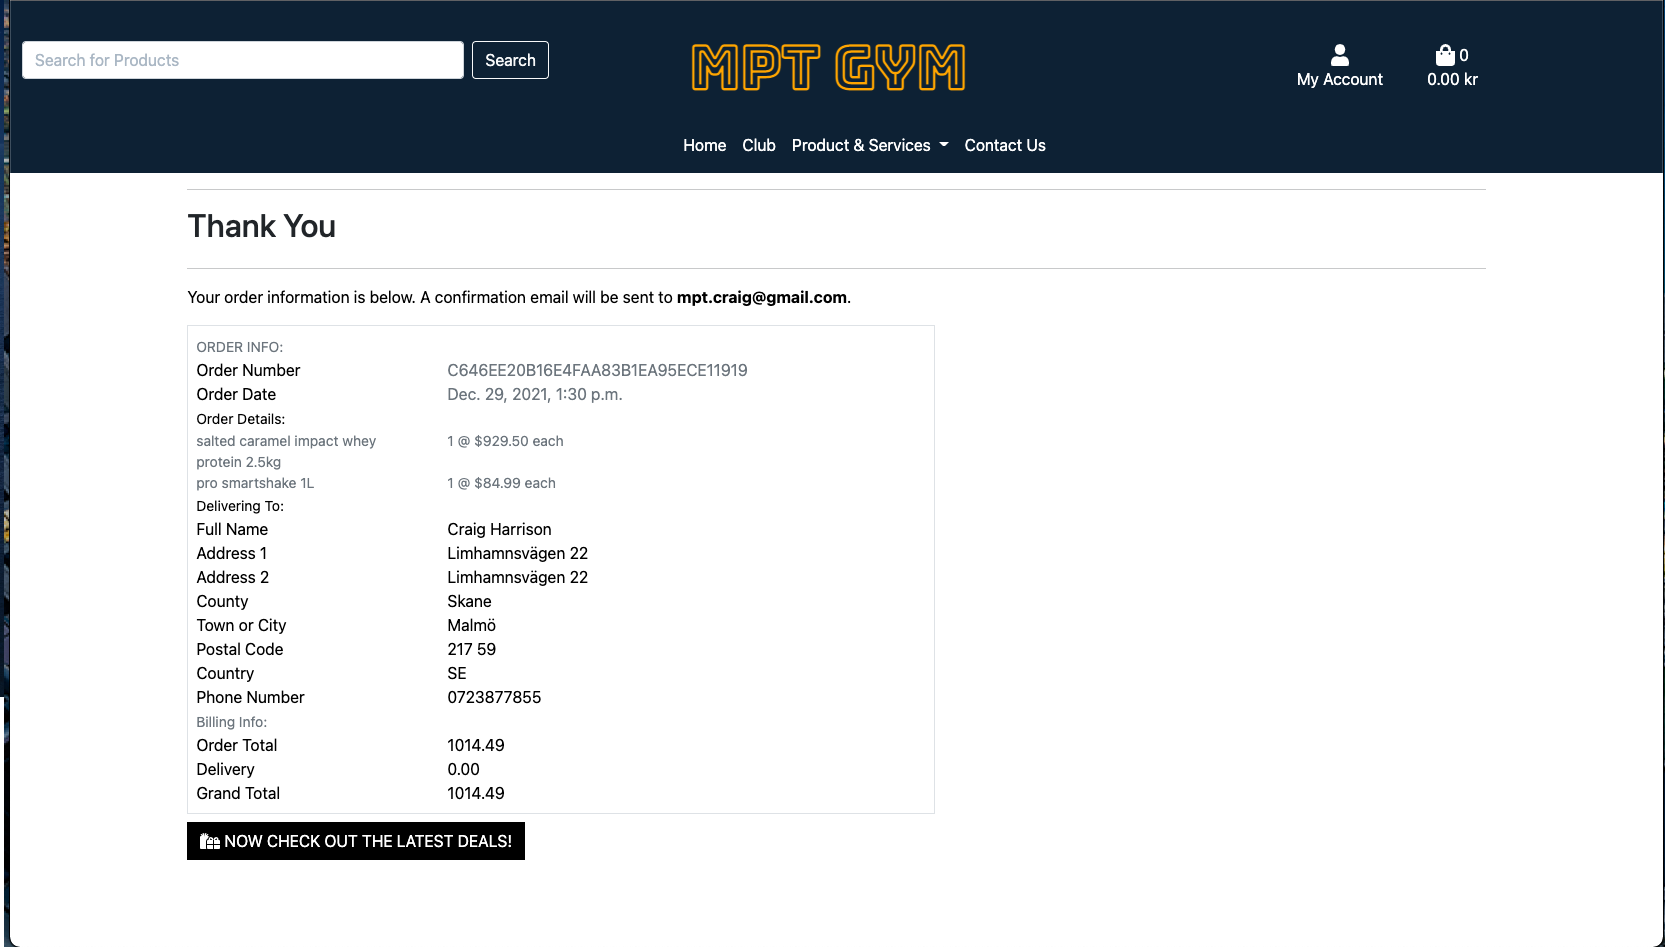 Search for Products
Search
MPT GYM
My Account
0
0.00 kr
Home Club Product & Services Contact Us
Thank You
Your order information is below. A confirmation email will be sent to mpt.craig@gmail.com.
ORDER INFO:
Order Number C646EE20B16E4FAA83B1EA95ECE11919
Order Date Dec. 29, 2021, 1:30 p.m.
Order Details:
salted caramel impact whey 1 @ $929.50 each
protein 2.5kg
pro smartshake 1L 1 @ $84.99 each
Delivering To:
Full Name Craig Harrison
Address 1 Limhamnsvägen 22
Address 2 Limhamnsvägen 22
County Skane
Town or City Malmö
Postal Code 217 59
Country SE
Phone Number 0723877855
Billing Info:
Order Total 1014.49
Delivery 0.00
Grand Total 1014.49
NOW CHECK OUT THE LATEST DEALS!